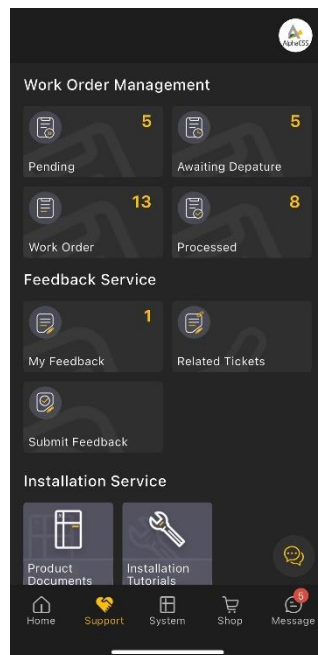 AlphaCSS
Work Order Management
5
5
Pending
Awaiting Depature
13
8
Work Order
Processed
Feedback Service
1
My Feedback
Related Tickets
Submit Feedback
Installation Service
Product
Documents
Installation
Tutorials
5
Home
Support
System
Shop
Message